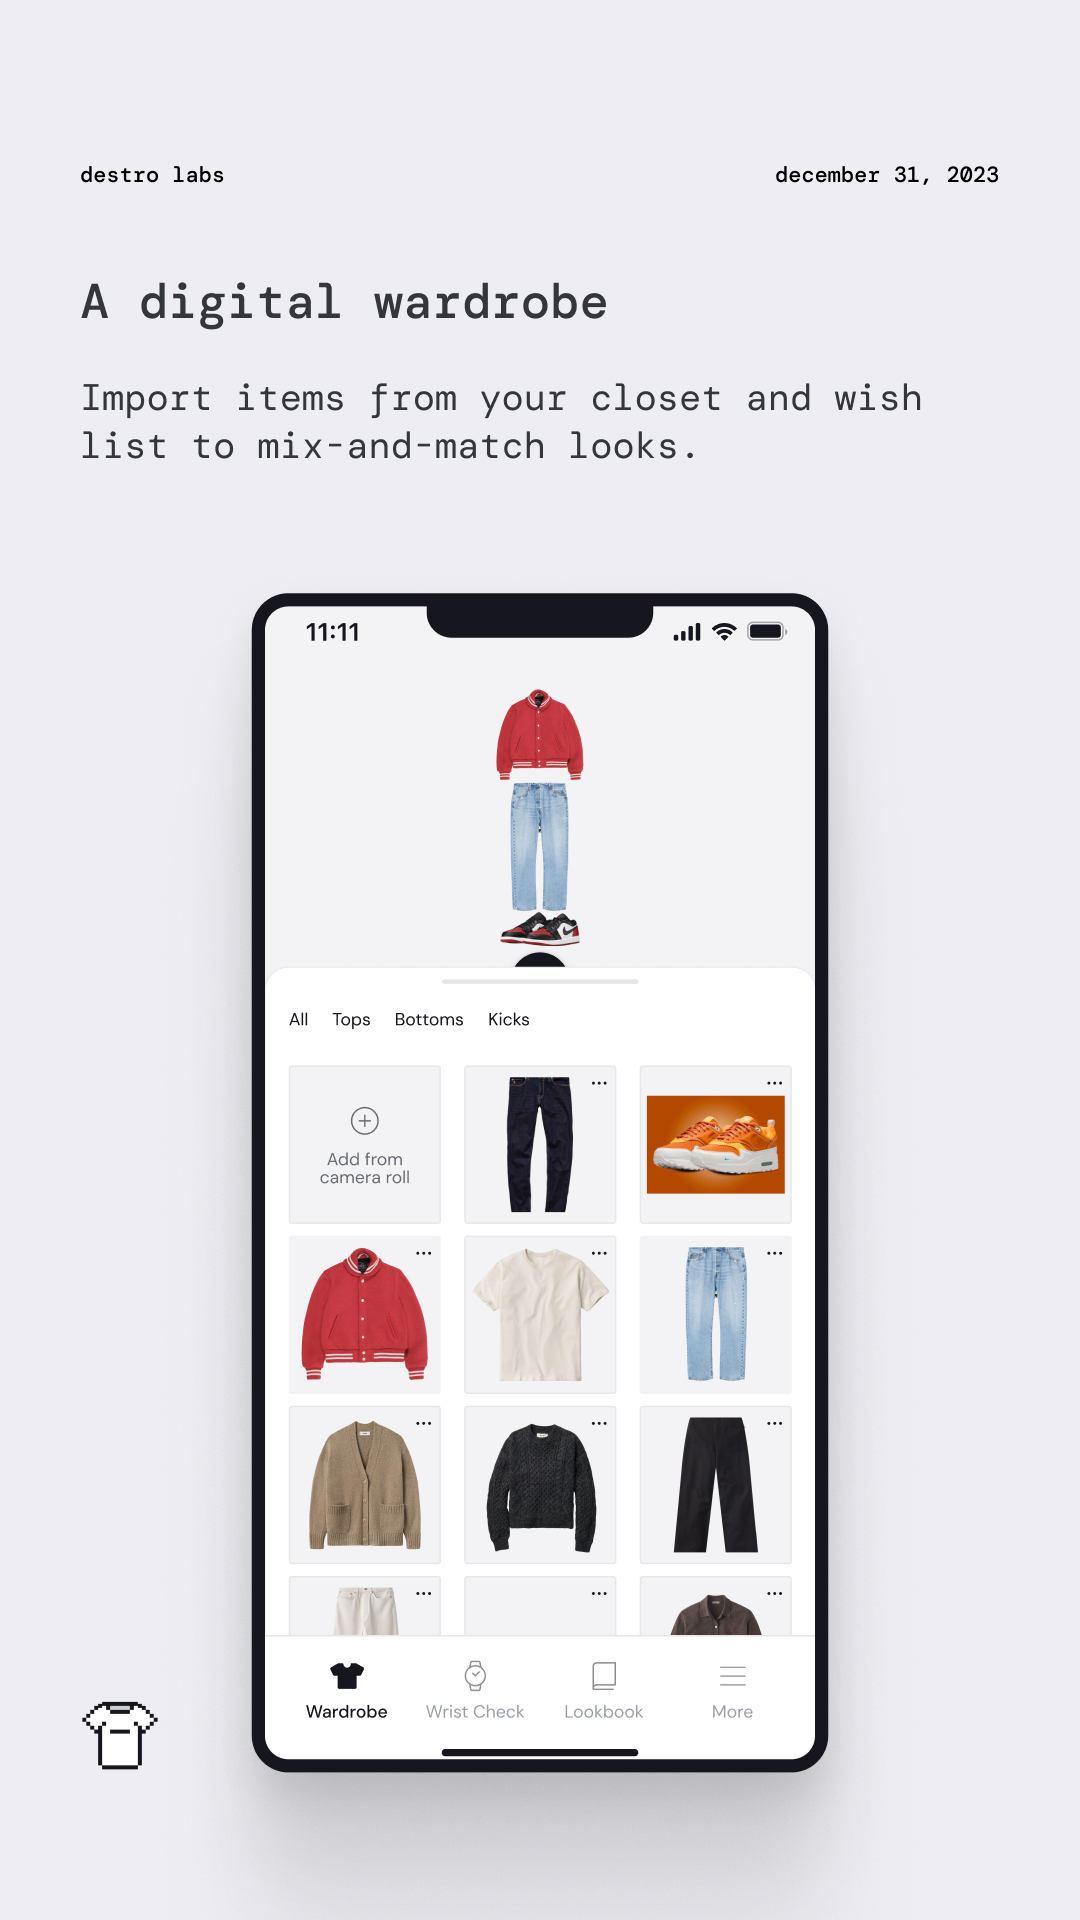 destro labs
december 31, 2023
A digital wardrobe
Import items from your closet and wish
list to mix-and-match looks.
11:11
All Tops Bottoms Kicks
Add from
camera roll
Wardrobe Wrist Check Lookbook More